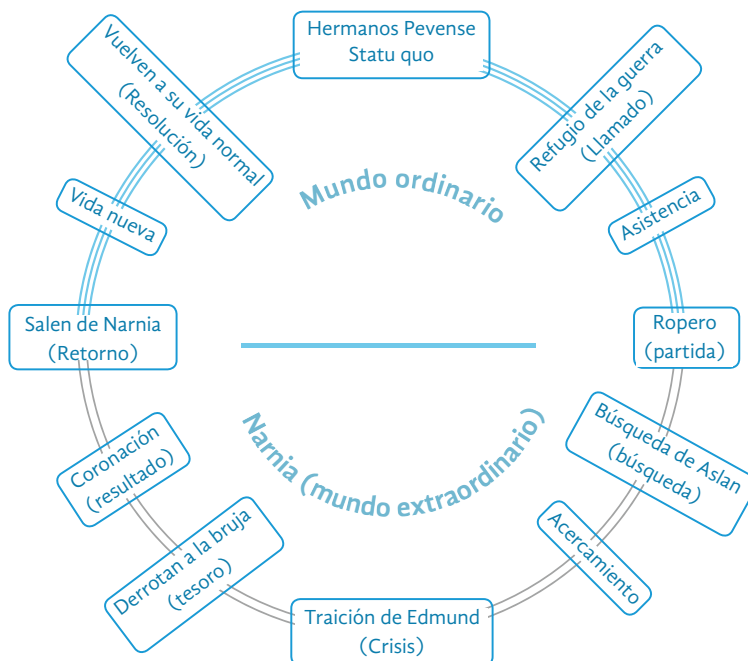 Hermanos Pevense
Statu quo
Refugio de la guerra
(Llamado)
Asistencia
Ropero
(partida)
Búsqueda de Aslan
(búsqueda)
Acercamiento
Traición de Edmund
(Crisis)
Derrotan a la bruja
(tesoro)
Coronación
(resultado)
Salen de Narnia
(Retorno)
Vida nueva
Vuelven a su vida normal
(Resolución)
Mundo ordinario
Narnia (mundo extraordinario)